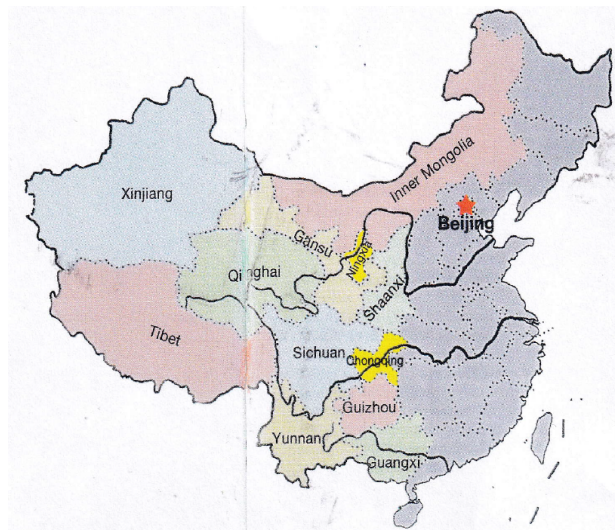 Xinjiang
Inner Mongolia
Beijing
Gansu
Ningxia
Qinghai
Shaanxi
Tibet
Sichuan
Chongqing
Guizhou
Yunnan
Guangxi